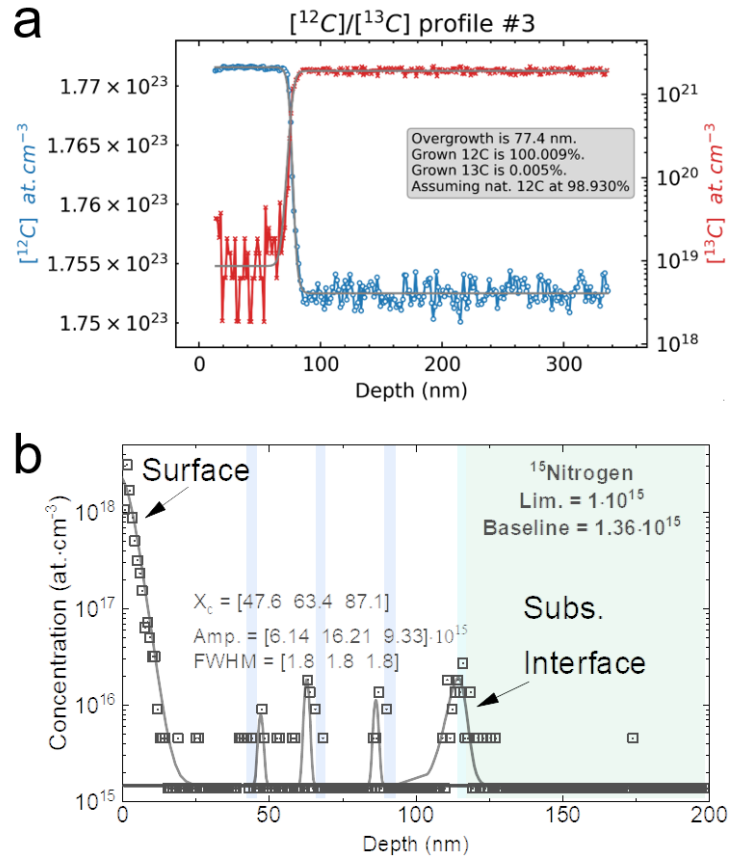 a
[¹²C]/[¹³C] profile #3
1.77 × 10²³
1.765 × 10²³
1.76 × 10²³
1.755 × 10²³
1.75 × 10²³
[¹²C] at.cm⁻³
Overgrowth is 77.4 nm.
Grown 12C is 100.009%.
Grown 13C is 0.005%.
Assuming nat. 12C at 98.930%
10²¹
10²⁰
10¹⁹
10¹⁸
[¹³C] at.cm⁻³
0 100 200 300
Depth (nm)
b
Concentration (at.·cm⁻³)
10¹⁸
10¹⁷
10¹⁶
10¹⁵
Surface
¹⁵Nitrogen
Lim. = 1·10¹⁵
Baseline = 1.36·10¹⁵
X_c = [47.6 63.4 87.1]
Amp. = [6.14 16.21 9.33]·10¹⁵
FWHM = [1.8 1.8 1.8]
Subs.
Interface
0 50 100 150 200
Depth (nm)